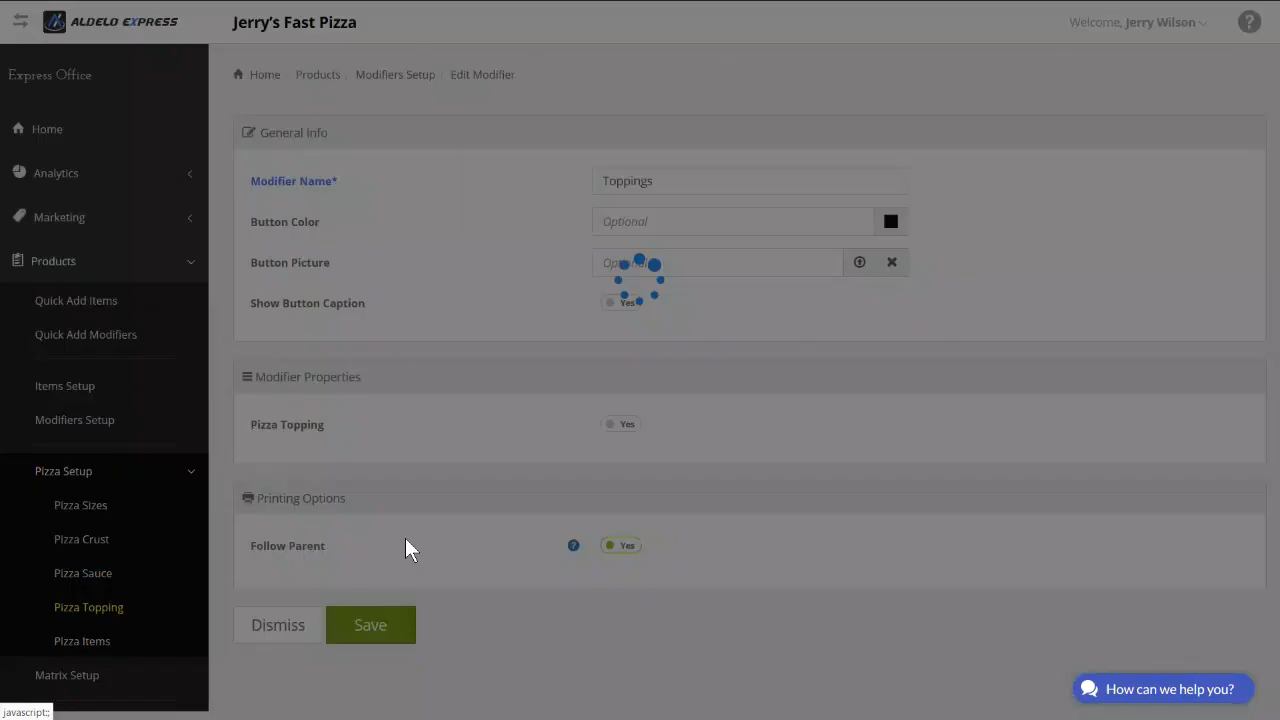 ALDELO EXPRESS
Jerry's Fast Pizza
Welcome, Jerry Wilson
?
Express Office
Home
Analytics
Marketing
Products
Quick Add Items
Quick Add Modifiers
Items Setup
Modifiers Setup
Pizza Setup
Pizza Sizes
Pizza Crust
Pizza Sauce
Pizza Topping
Pizza Items
Matrix Setup
javascript:;
Home Products Modifiers Setup Edit Modifier
General Info
Modifier Name* Toppings
Button Color Optional
Button Picture
Show Button Caption Yes
Modifier Properties
Pizza Topping Yes
Printing Options
Follow Parent ? Yes
Dismiss Save
How can we help you?